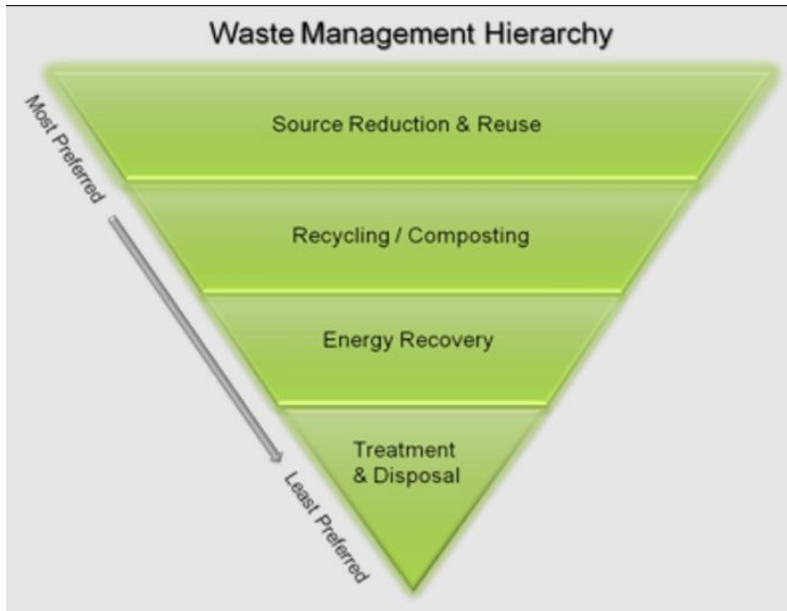 Waste Management Hierarchy
Most Preferred
Source Reduction & Reuse
Recycling / Composting
Energy Recovery
Treatment
& Disposal
Least Preferred